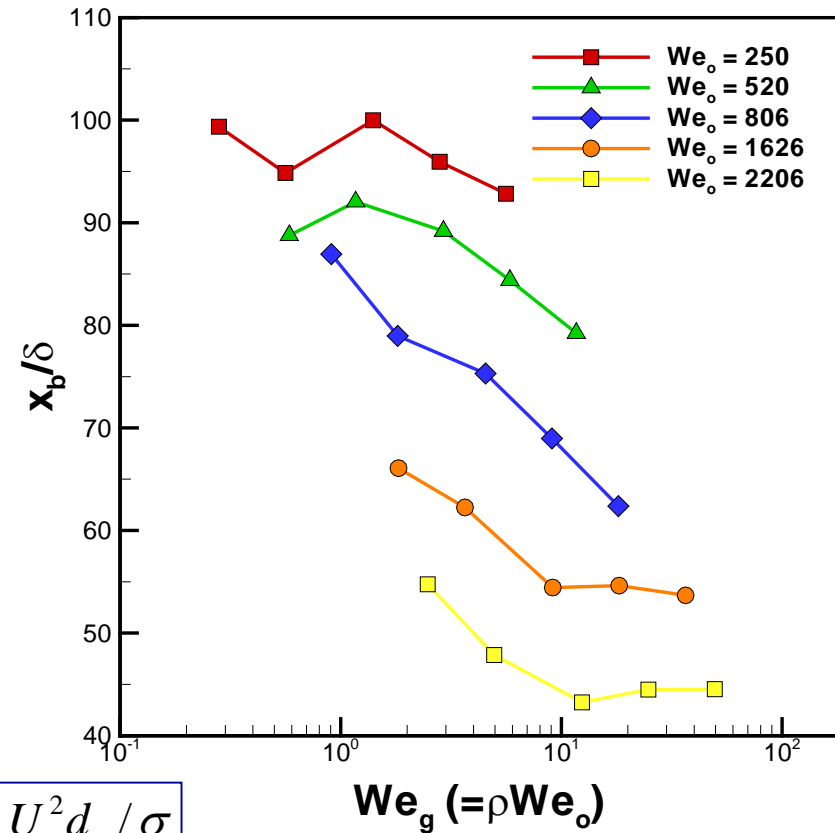 110
100
90
80
70
60
50
40
x_b/δ
We_o = 250
We_o = 520
We_o = 806
We_o = 1626
We_o = 2206
10^-1
10^0
10^1
10^2
We_g (=ρWe_o)
U^2 d / σ